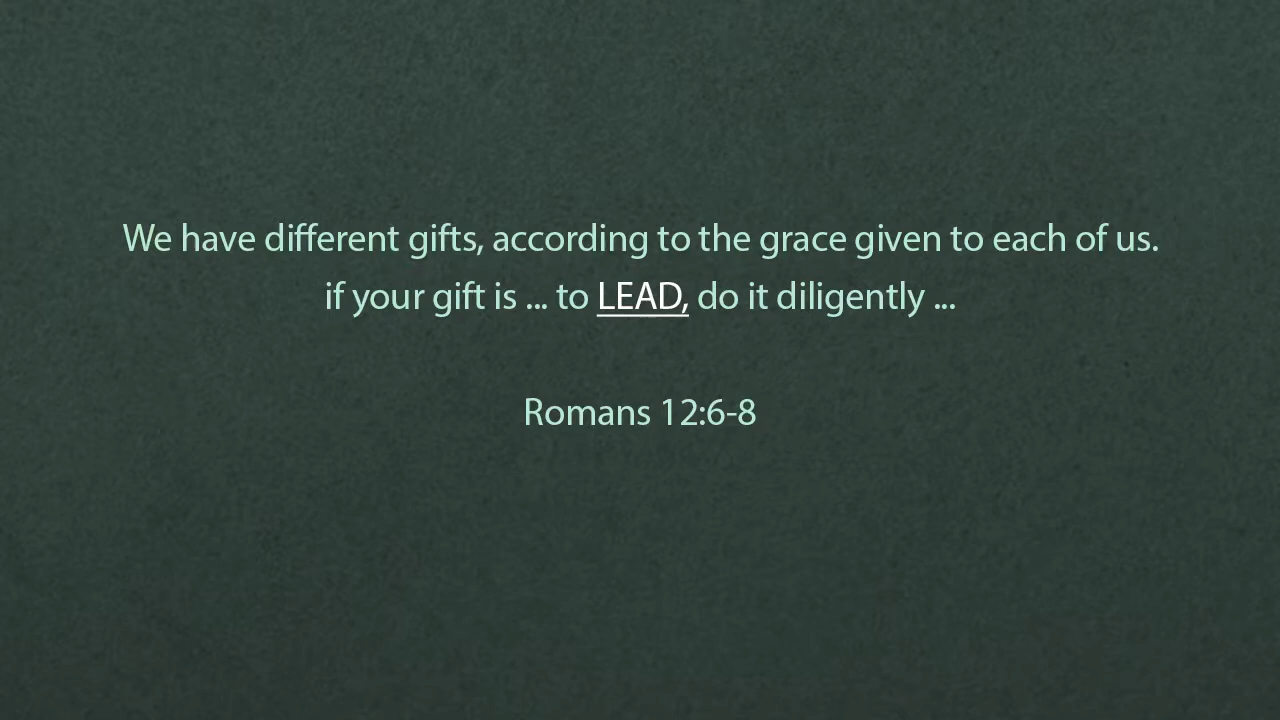 We have different gifts, according to the grace given to each of us.
if your gift is ... to LEAD, do it diligently ...
Romans 12:6-8